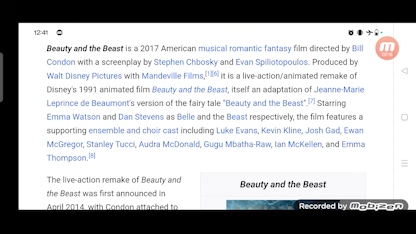 12:41
Beauty and the Beast is a 2017 American musical romantic fantasy film directed by Bill
Condon with a screenplay by Stephen Chbosky and Evan Spiliotopoulos. Produced by
Walt Disney Pictures with Mandeville Films,[1][6] it is a live-action/animated remake of
Disney's 1991 animated film Beauty and the Beast, itself an adaptation of Jeanne-Marie
Leprince de Beaumont's version of the fairy tale "Beauty and the Beast".[7] Starring
Emma Watson and Dan Stevens as Belle and the Beast respectively, the film features a
supporting ensemble and choir cast including Luke Evans, Kevin Kline, Josh Gad, Ewan
McGregor, Stanley Tucci, Audra McDonald, Gugu Mbatha-Raw, Ian McKellen, and Emma
Thompson.[8]
The live-action remake of Beauty and
the Beast was first announced in
April 2014, with Condon attached to
Beauty and the Beast
Recorded by Mobizen